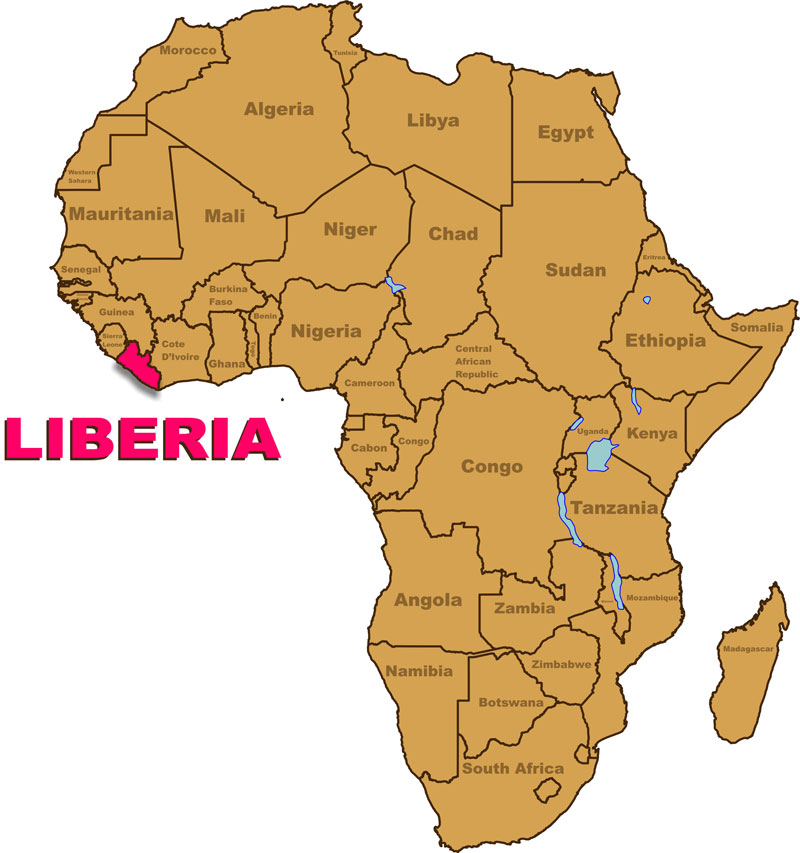 Morocco
Tunisia
Algeria
Libya
Egypt
Western
Sahara
Mauritania
Mali
Niger
Chad
Sudan
Eritrea
Senegal
Guinea
Burkina
Faso
Benin
Nigeria
Ethiopia
Somalia
Sierra
Leone
Cote
D'Ivoire
Ghana
Togo
Central
African
Republic
Cameroon
LIBERIA
Uganda
Kenya
Cabon
Congo
Congo
Tanzania
Angola
Zambia
Mozambique
Madagascar
Namibia
Zimbabwe
Botswana
South Africa